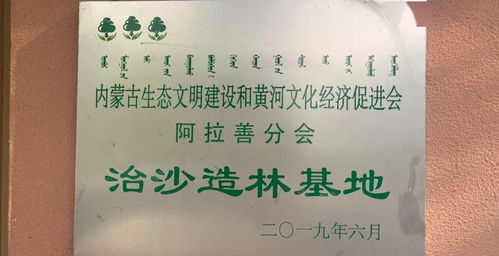 内蒙古生态文明建设和黄河文化经济促进会
阿拉善分会
治沙造林基地
二〇一九年六月